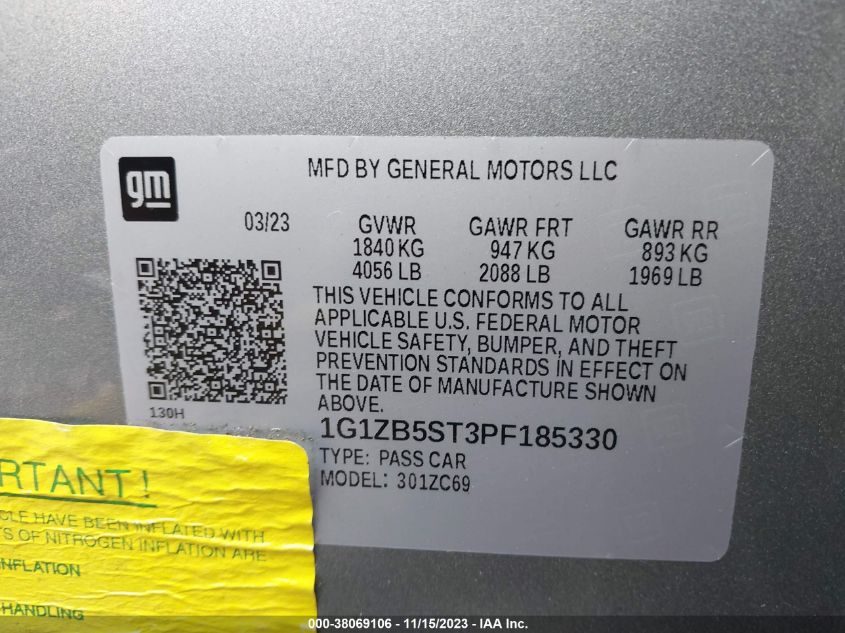 gm
MFD BY GENERAL MOTORS LLC
03/23
GVWR GAWR FRT GAWR RR
1840 KG 947 KG 893 KG
4056 LB 2088 LB 1969 LB
THIS VEHICLE CONFORMS TO ALL
APPLICABLE U.S. FEDERAL MOTOR
VEHICLE SAFETY, BUMPER, AND THEFT
PREVENTION STANDARDS IN EFFECT ON
THE DATE OF MANUFACTURE SHOWN
ABOVE.
130H
1G1ZB5ST3PF185330
TYPE: PASS CAR
MODEL: 301ZC69
RTANT!
CLE HAVE BEEN INFLATED WITH
TS OF NITROGEN INFLATION ARE
NFLATION
HANDLING
000-38069106 - 11/15/2023 - IAA Inc.